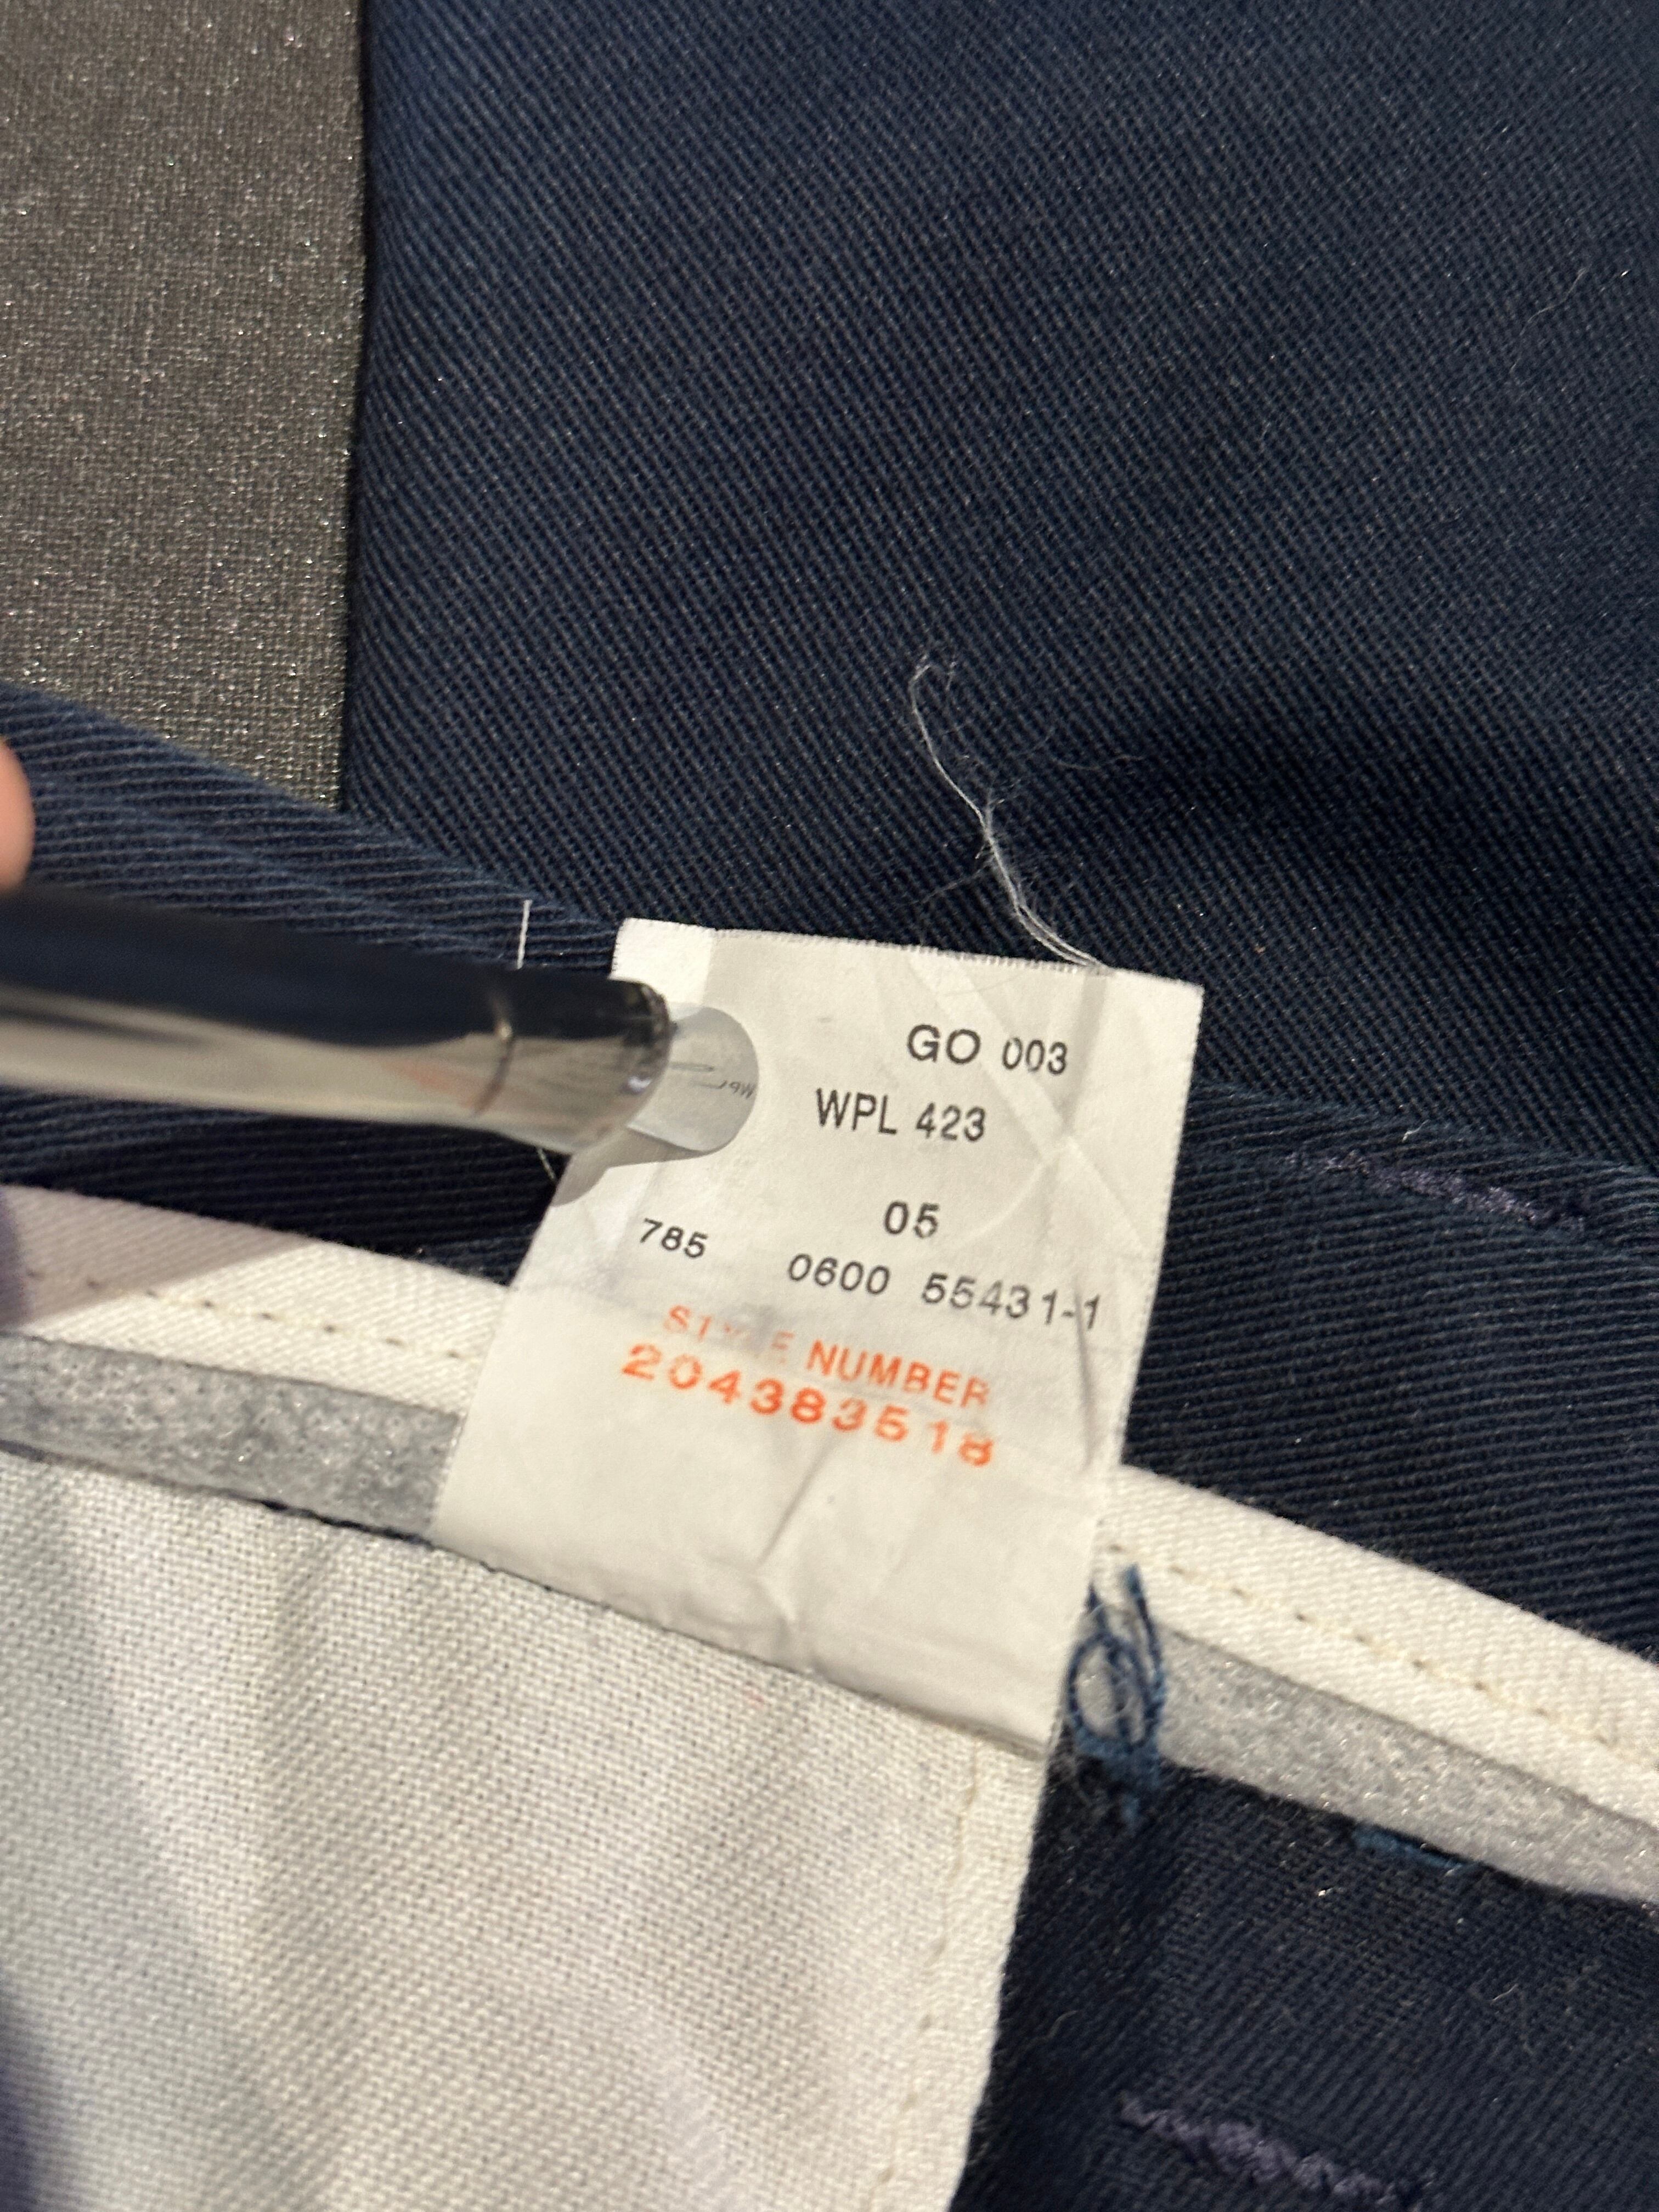 GO 003
WPL 423
05
785 0600 55431-1
STYLE NUMBER
204383518